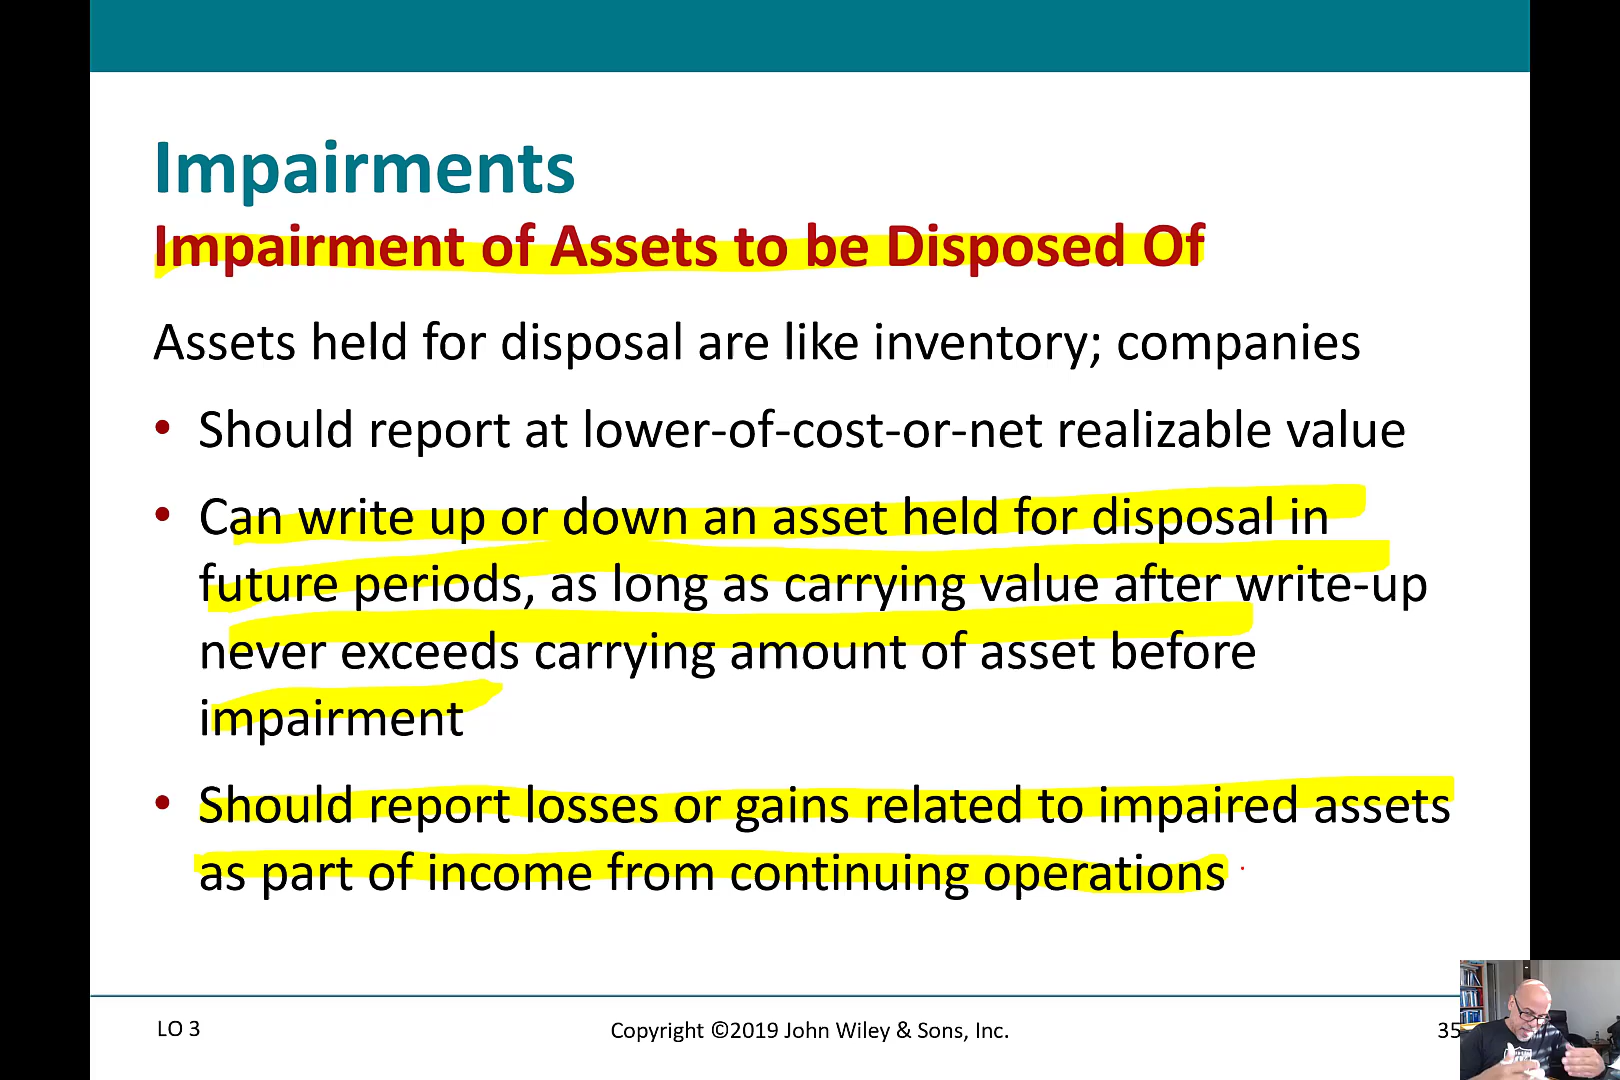 Impairments
Impairment of Assets to be Disposed Of
Assets held for disposal are like inventory; companies
• Should report at lower-of-cost-or-net realizable value
• Can write up or down an asset held for disposal in
future periods, as long as carrying value after write-up
never exceeds carrying amount of asset before
impairment
• Should report losses or gains related to impaired assets
as part of income from continuing operations
LO 3
Copyright ©2019 John Wiley & Sons, Inc.
35